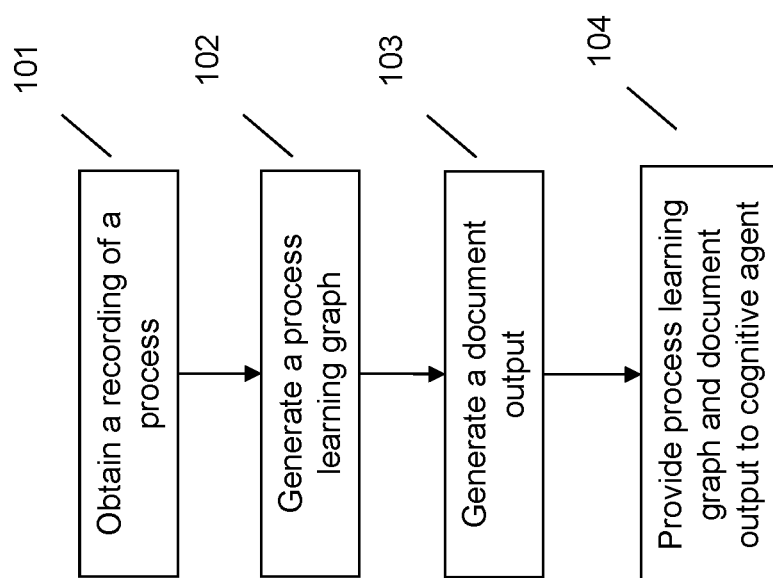 101
Obtain a recording of a
process
102
Generate a process
learning graph
103
Generate a document
output
104
Provide process learning
graph and document
output to cognitive agent